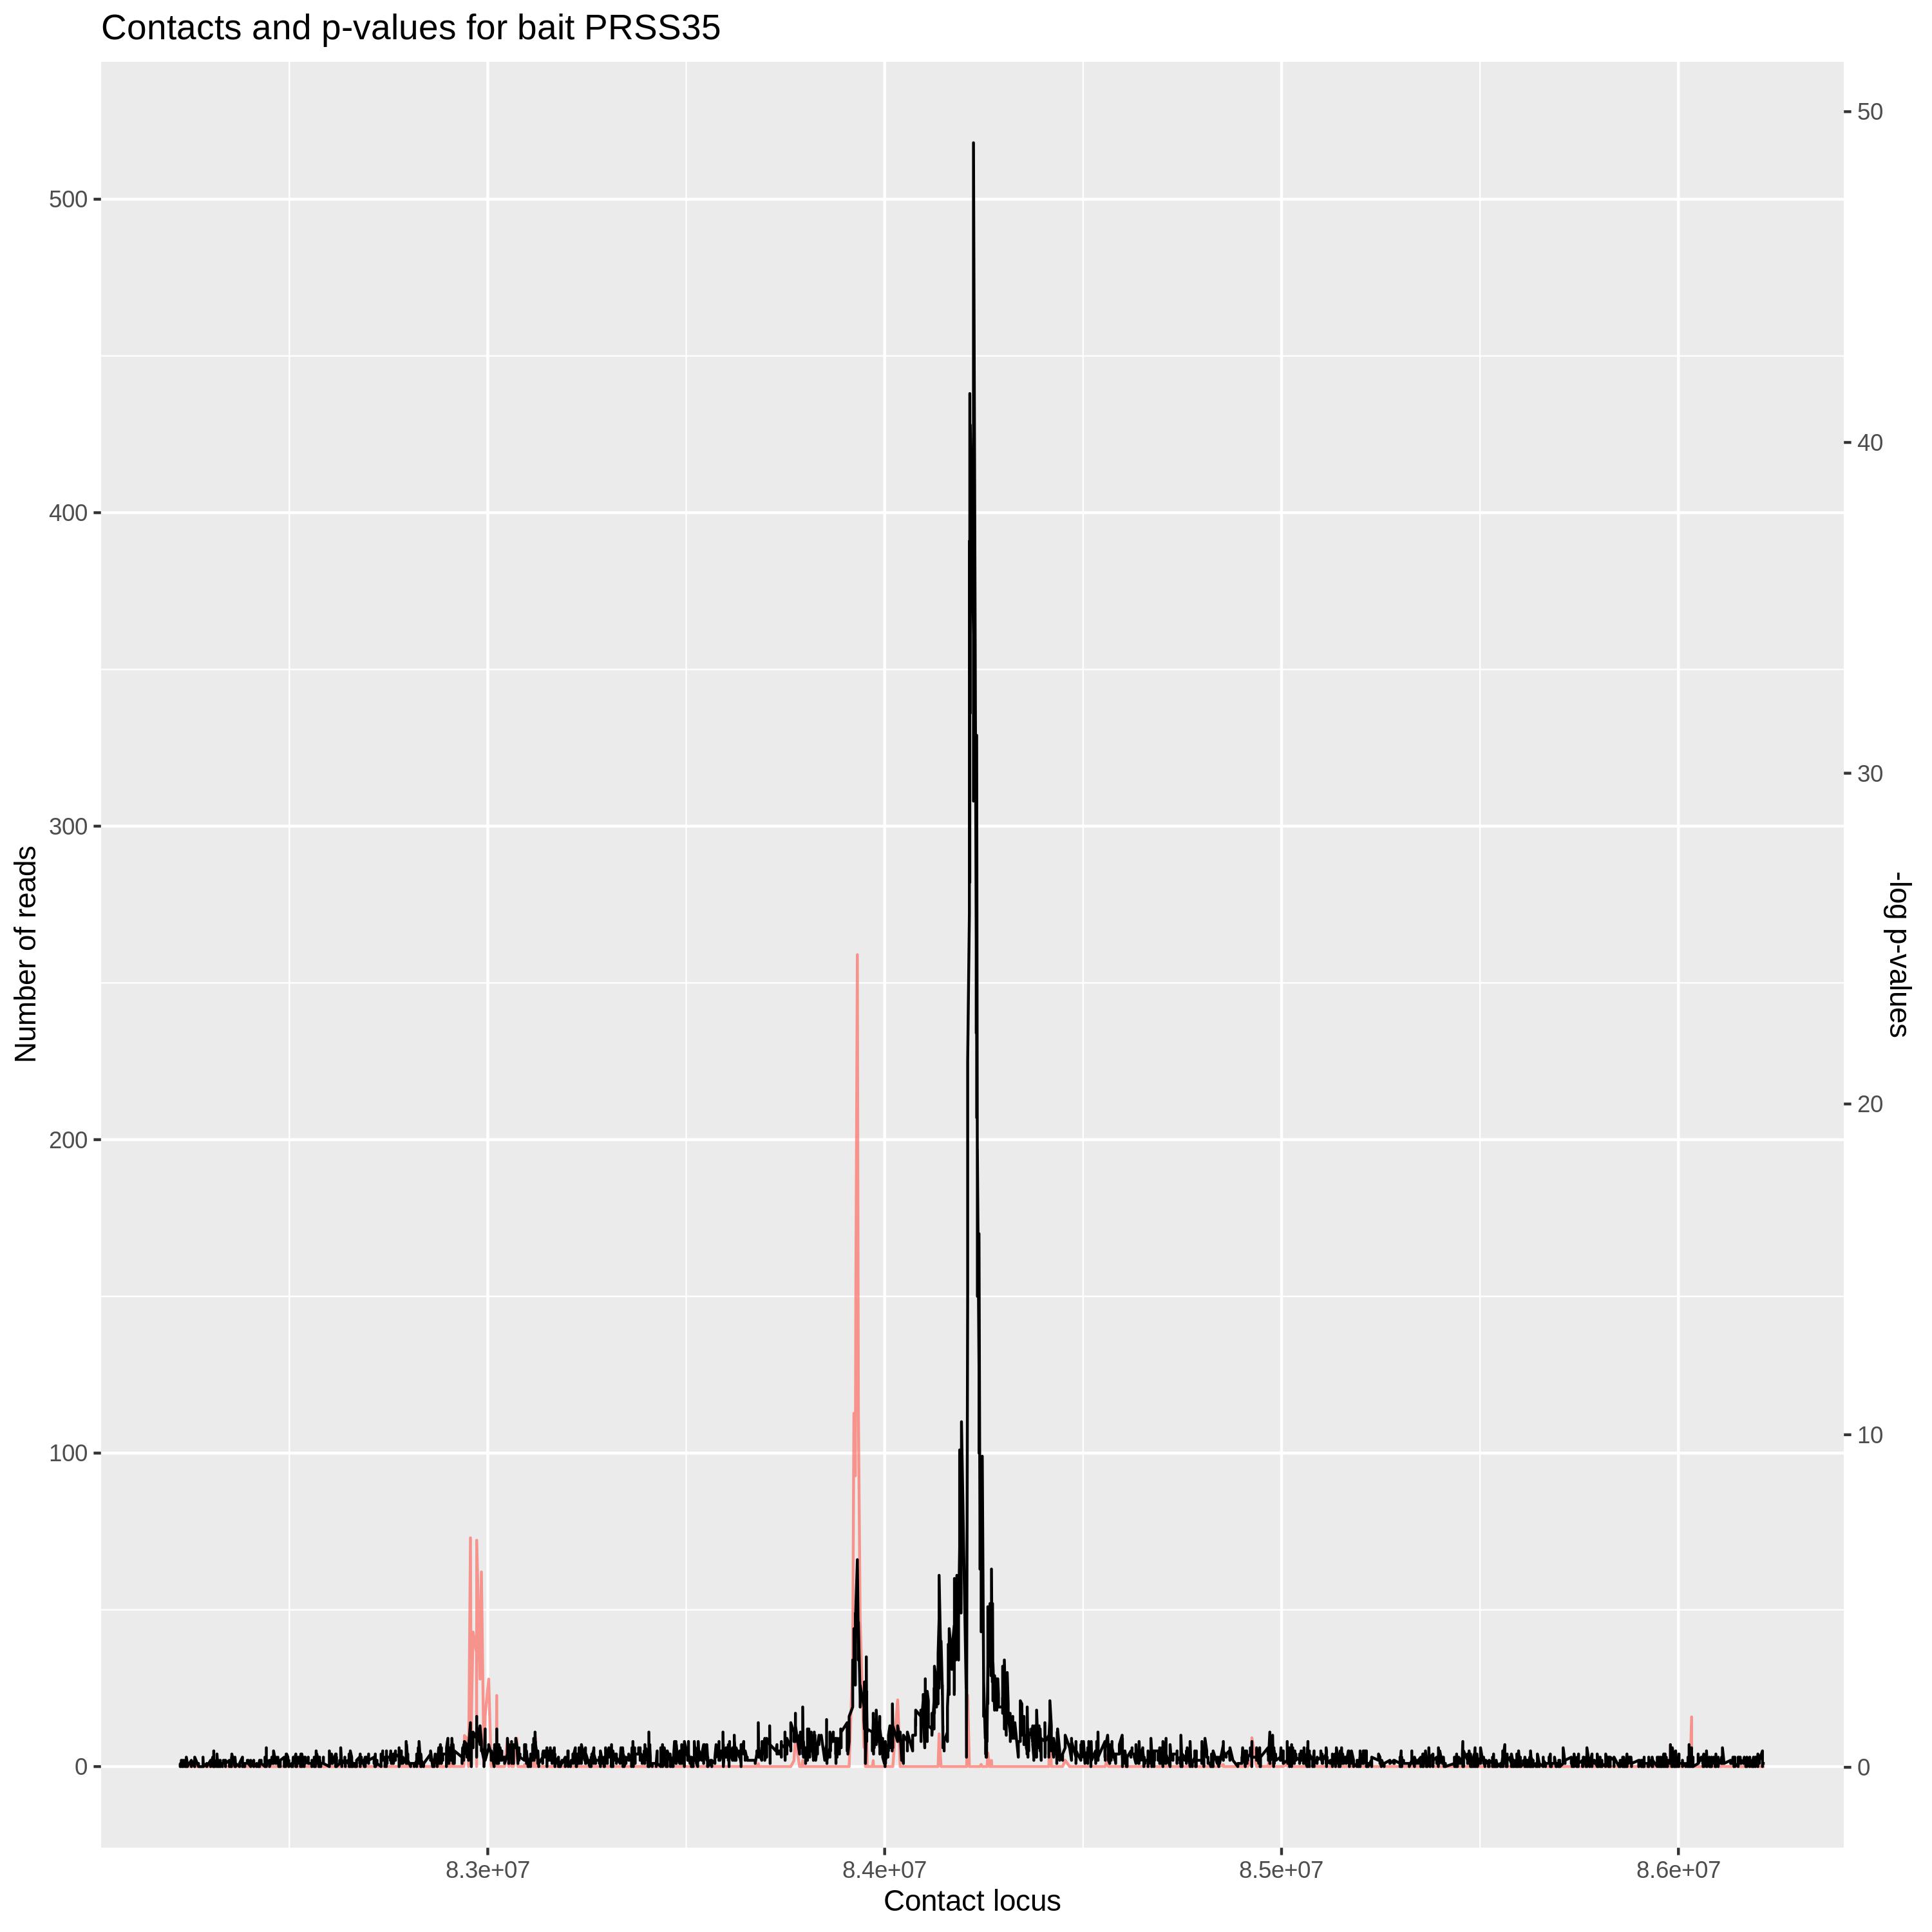 Contacts and p-values for bait PRSS35
Number of reads
500
400
300
200
100
0
50
40
30
20
10
0
-log p-values
8.3e+07
8.4e+07
8.5e+07
8.6e+07
Contact locus